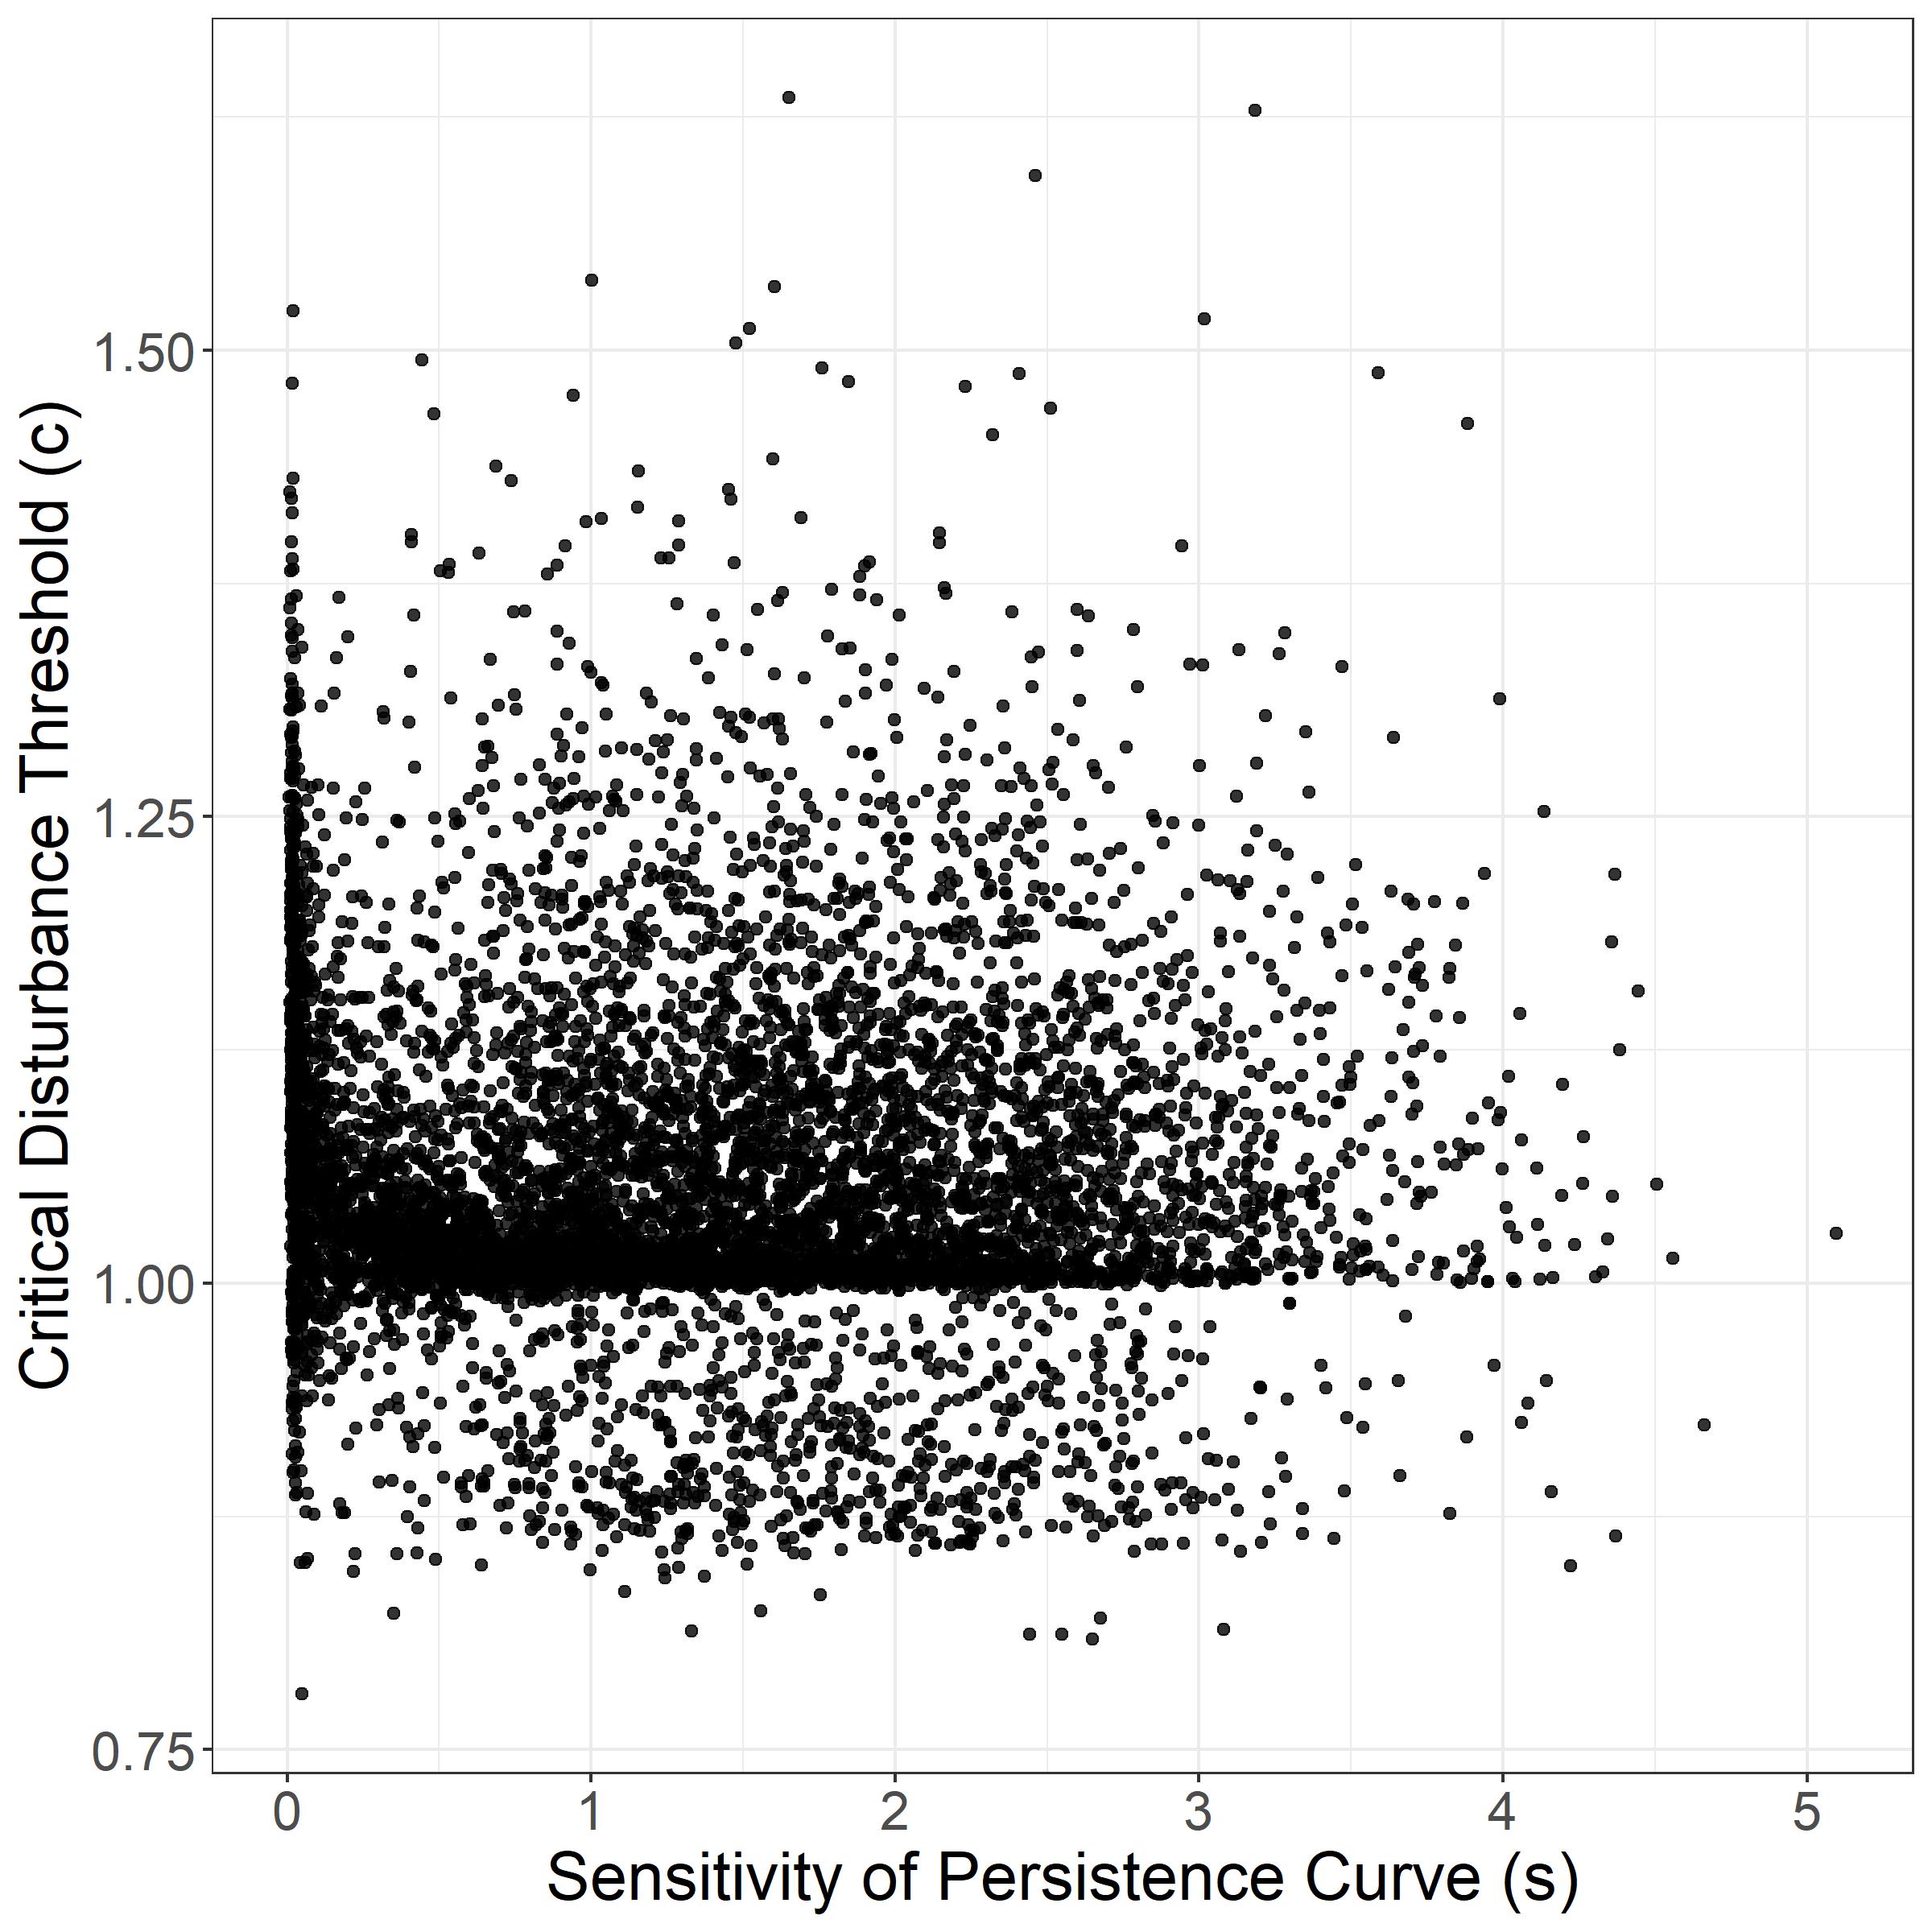 Critical Disturbance Threshold (c)
1.50
1.25
1.00
0.75
0 1 2 3 4 5
Sensitivity of Persistence Curve (s)